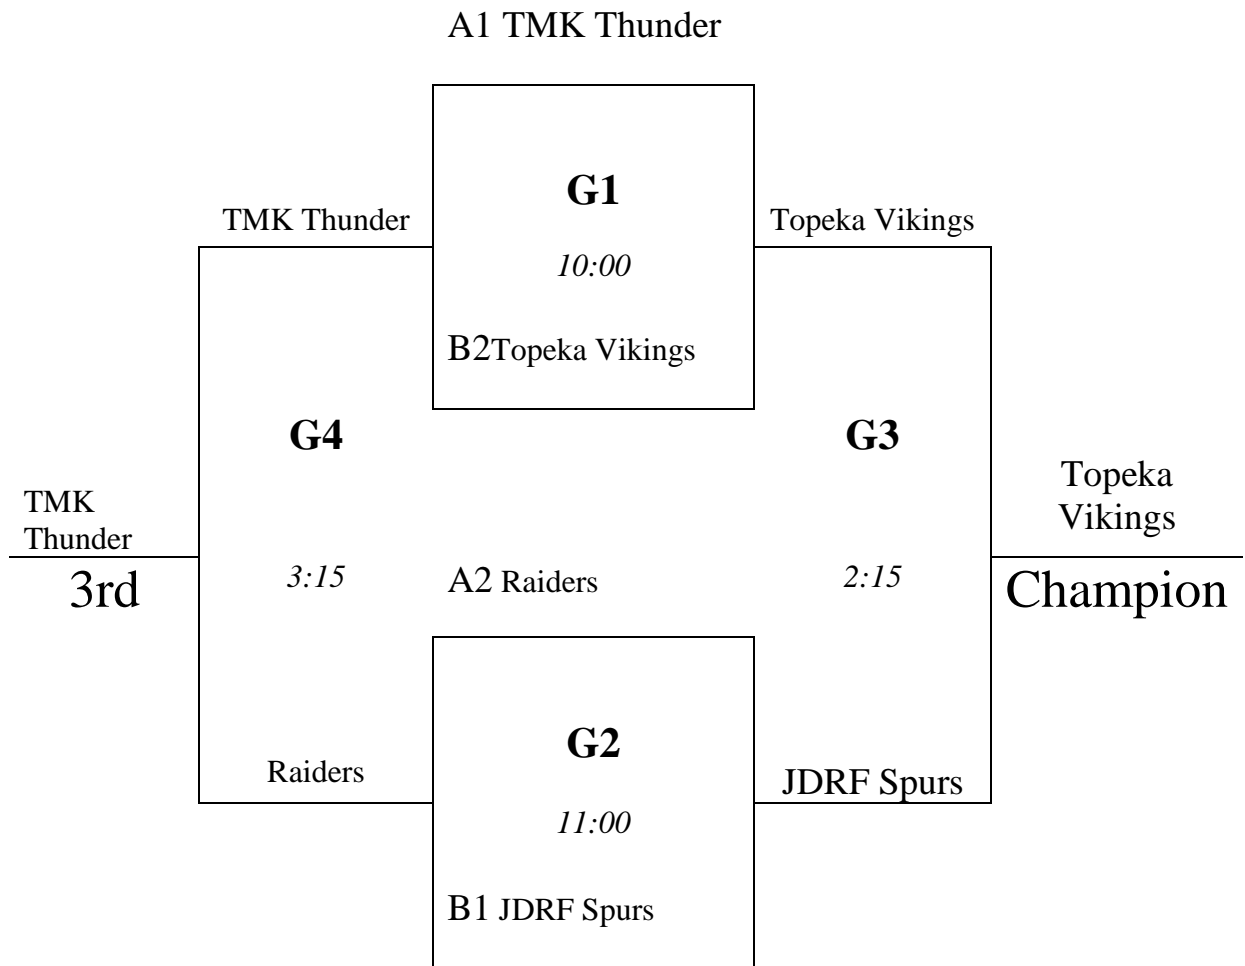 A1 TMK Thunder
G1
TMK Thunder
Topeka Vikings
10:00
B2Topeka Vikings
G4
G3
TMK
Thunder
Topeka
Vikings
3rd
3:15
A2 Raiders
2:15
Champion
G2
Raiders
JDRF Spurs
11:00
B1 JDRF Spurs